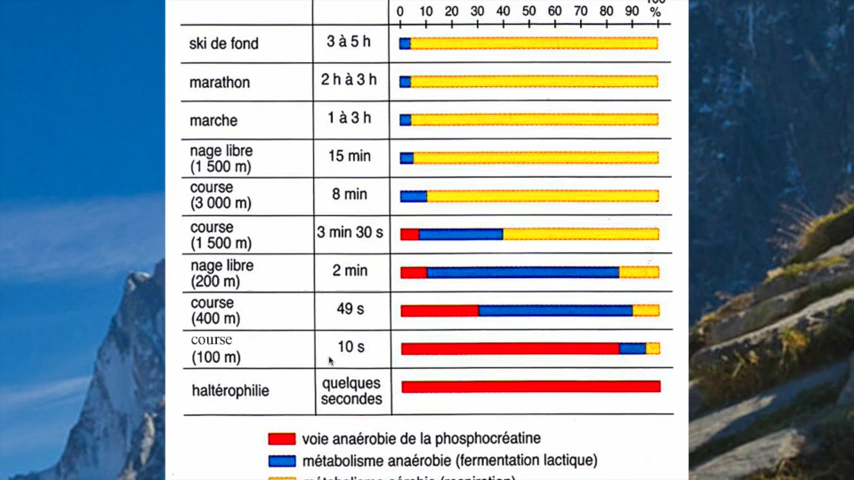 0 10 20 30 40 50 60 70 80 90 100
%
ski de fond 3 à 5 h
marathon 2 h à 3 h
marche 1 à 3 h
nage libre 15 min
(1 500 m)
course 8 min
(3 000 m)
course 3 min 30 s
(1 500 m)
nage libre 2 min
(200 m)
course 49 s
(400 m)
course 10 s
(100 m)
haltérophilie quelques
secondes
voie anaérobie de la phosphocréatine
métabolisme anaérobie (fermentation lactique)
métabolisme aérobie (respiration)